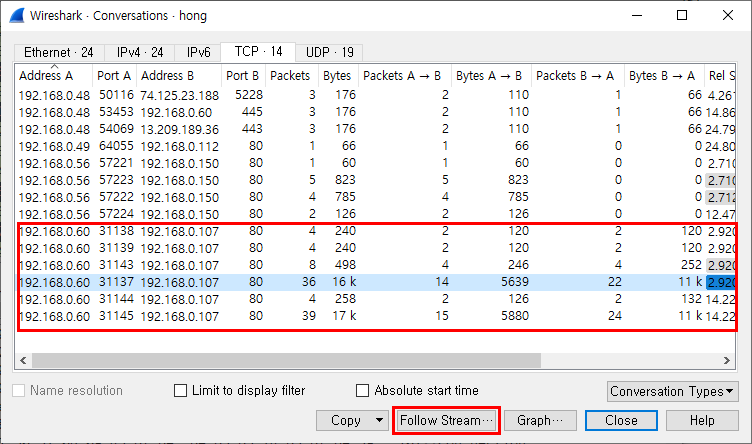 Wireshark · Conversations · hong
Ethernet · 24 IPv4 · 24 IPv6 TCP · 14 UDP · 19
Address A Port A Address B Port B Packets Bytes Packets A → B Bytes A → B Packets B → A Bytes B → A Rel S
192.168.0.48 50116 74.125.23.188 5228 3 176 2 110 1 66 4.261
192.168.0.48 53453 192.168.0.60 445 3 176 2 110 1 66 14.86
192.168.0.48 54069 13.209.189.36 443 3 176 2 110 1 66 24.79
192.168.0.49 64055 192.168.0.112 80 1 66 1 66 0 0 24.80
192.168.0.56 57221 192.168.0.150 80 1 60 1 60 0 0 2.710
192.168.0.56 57223 192.168.0.150 80 5 823 5 823 0 0 2.710
192.168.0.56 57222 192.168.0.150 80 4 785 4 785 0 0 2.712
192.168.0.56 57224 192.168.0.150 80 2 126 2 126 0 0 12.47
192.168.0.60 31138 192.168.0.107 80 4 240 2 120 2 120 2.920
192.168.0.60 31139 192.168.0.107 80 4 240 2 120 2 120 2.920
192.168.0.60 31143 192.168.0.107 80 8 498 4 246 4 252 2.920
192.168.0.60 31137 192.168.0.107 80 36 16 k 14 5639 22 11 k 2.920
192.168.0.60 31144 192.168.0.107 80 4 258 2 126 2 132 14.22
192.168.0.60 31145 192.168.0.107 80 39 17 k 15 5880 24 11 k 14.22
Name resolution Limit to display filter Absolute start time Conversation Types
Copy Follow Stream… Graph… Close Help